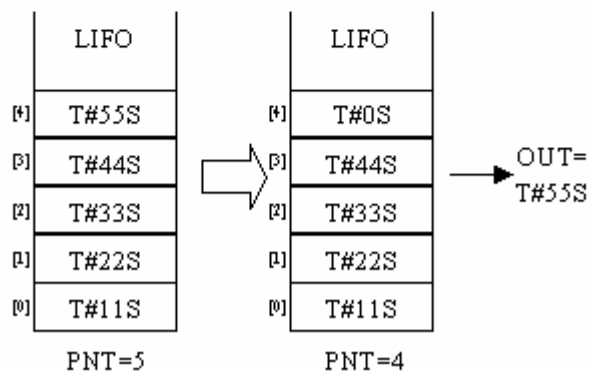 LIFO LIFO
[4] T#55S [4] T#0S
[3] T#44S [3] T#44S OUT=
[2] T#33S [2] T#33S T#55S
[1] T#22S [1] T#22S
[0] T#11S [0] T#11S
PNT=5 PNT=4